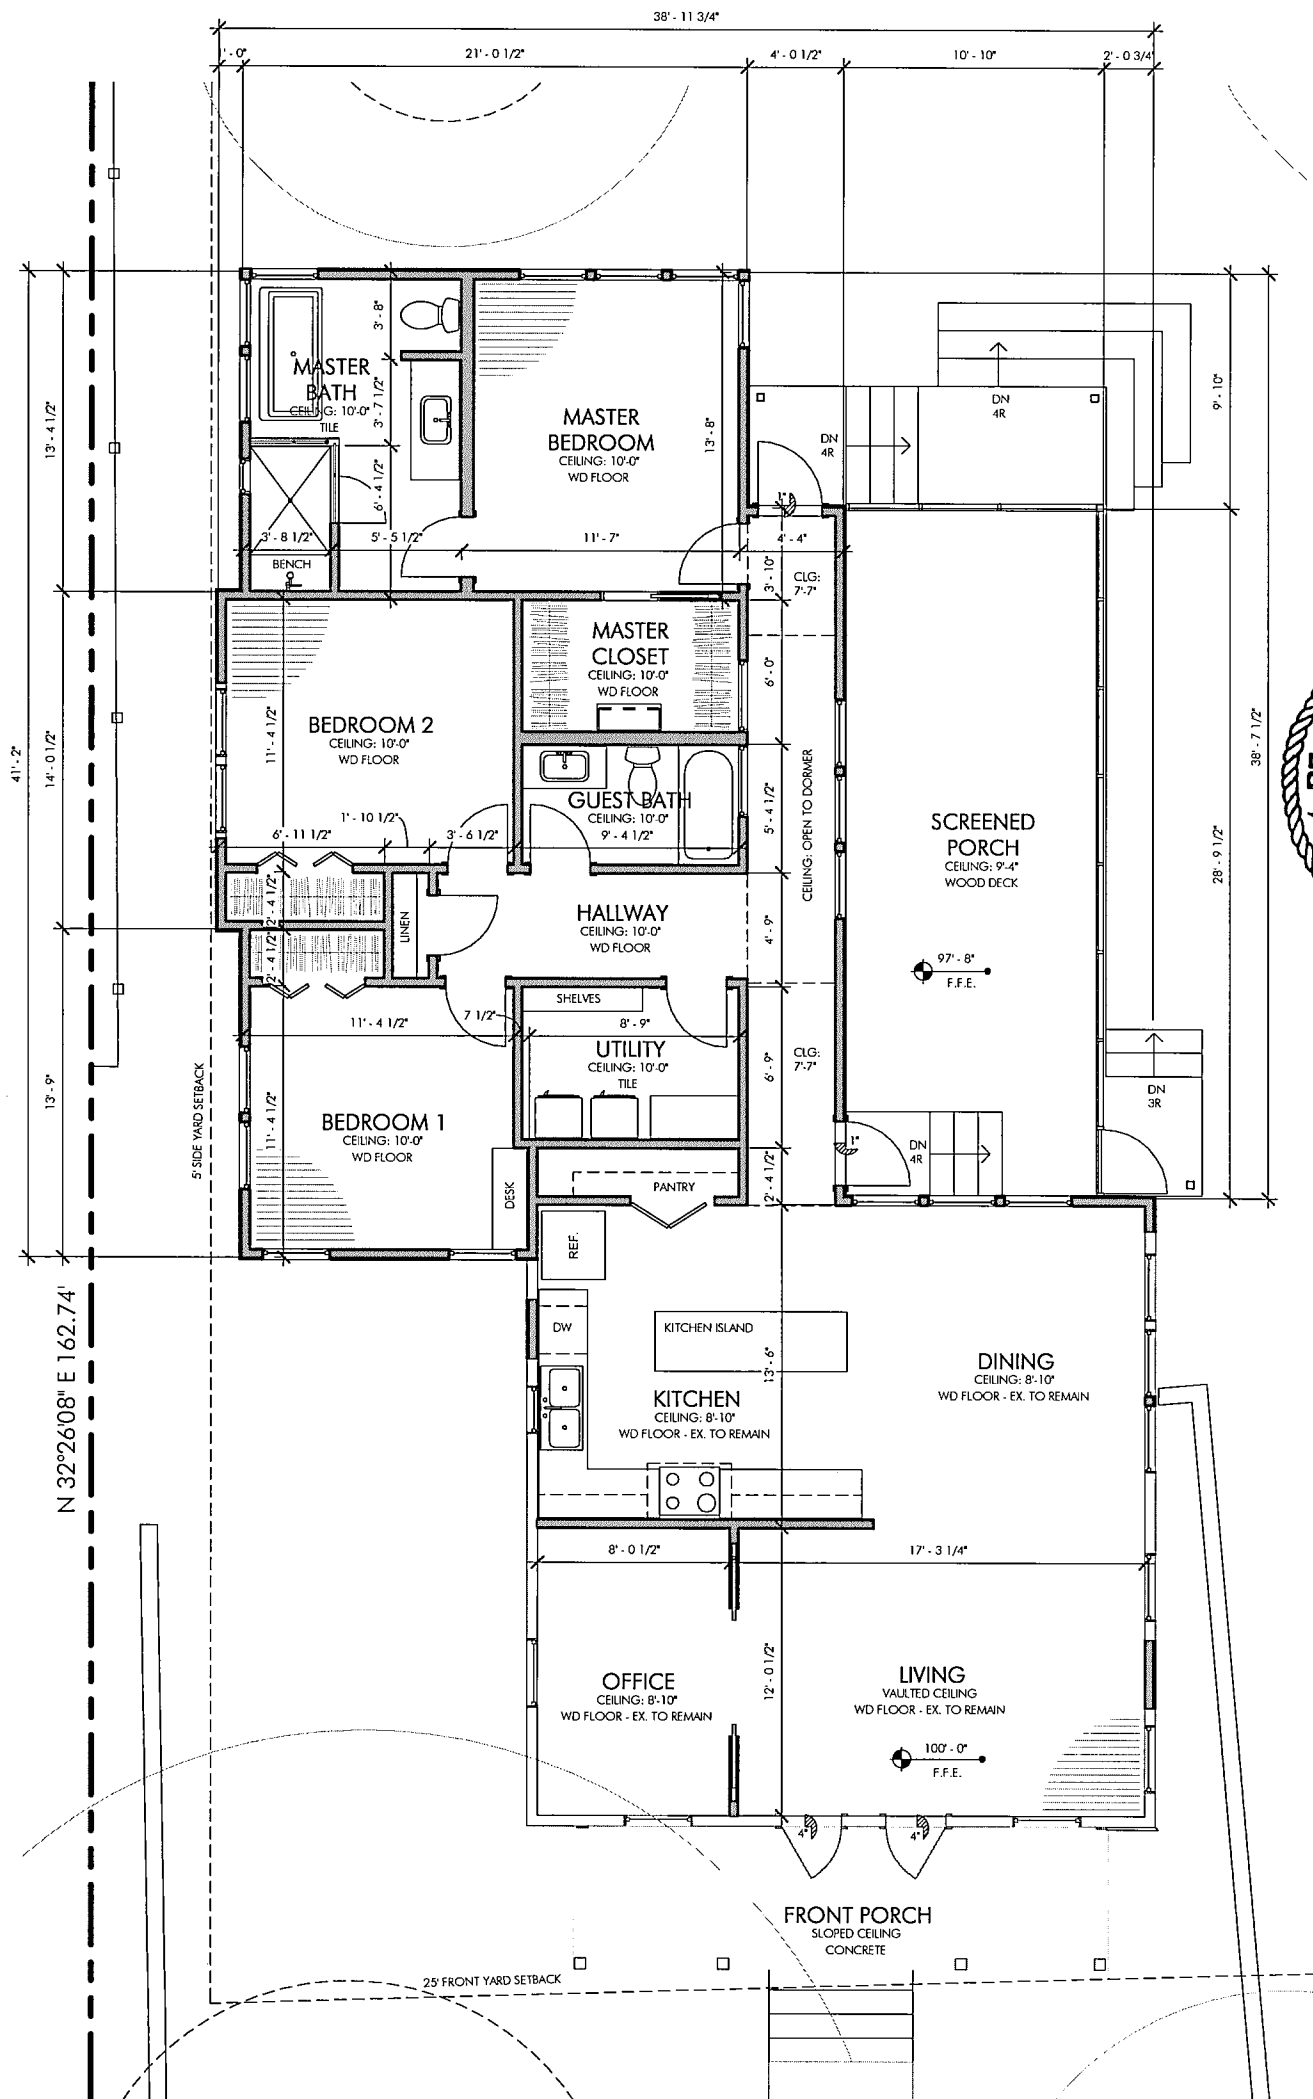 38' - 11 3/4"
1' - 0"
21' - 0 1/2"
4' - 0 1/2"
10' - 10"
2' - 0 3/4"
41' - 2"
13' - 4 1/2"
14' - 0 1/2"
13' - 9"
9' - 10"
28' - 9 1/2"
38' - 7 1/2"
3' - 8"
3' - 7 1/2"
6' - 4 1/2"
MASTER
BATH
CEILING: 10'-0"
TILE
MASTER
BEDROOM
CEILING: 10'-0"
WD FLOOR
13' - 8"
DN
4R
DN
4R
1"
3' - 8 1/2"
5' - 5 1/2"
11' - 7"
4' - 4"
BENCH
3' - 10"
CLG:
7'-7"
MASTER
CLOSET
CEILING: 10'-0"
WD FLOOR
6' - 0"
BEDROOM 2
CEILING: 10'-0"
WD FLOOR
11' - 4 1/2"
GUEST BATH
CEILING: 10'-0"
9' - 4 1/2"
5' - 4 1/2"
CEILING: OPEN TO DORMER
SCREENED
PORCH
CEILING: 9'-4"
WOOD DECK
6' - 11 1/2"
1' - 10 1/2"
3' - 6 1/2"
2' - 4 1/2"
2' - 4 1/2"
LINEN
HALLWAY
CEILING: 10'-0"
WD FLOOR
4' - 9"
97' - 8"
F.F.E.
SHELVES
11' - 4 1/2"
7 1/2"
8' - 9"
UTILITY
CEILING: 10'-0"
TILE
6' - 9"
CLG:
7'-7"
DN
3R
5' SIDE YARD SETBACK
BEDROOM 1
CEILING: 10'-0"
WD FLOOR
11' - 4 1/2"
DESK
1"
DN
4R
PANTRY
2' - 4 1/2"
REF.
DW
KITCHEN ISLAND
13' - 6"
KITCHEN
CEILING: 8'-10"
WD FLOOR - EX. TO REMAIN
DINING
CEILING: 8'-10"
WD FLOOR - EX. TO REMAIN
N 32°26'08" E 162.74'
8' - 0 1/2"
17' - 3 1/4"
12' - 0 1/2"
OFFICE
CEILING: 8'-10"
WD FLOOR - EX. TO REMAIN
LIVING
VAULTED CEILING
WD FLOOR - EX. TO REMAIN
100' - 0"
F.F.E.
4"
4"
FRONT PORCH
SLOPED CEILING
CONCRETE
25' FRONT YARD SETBACK